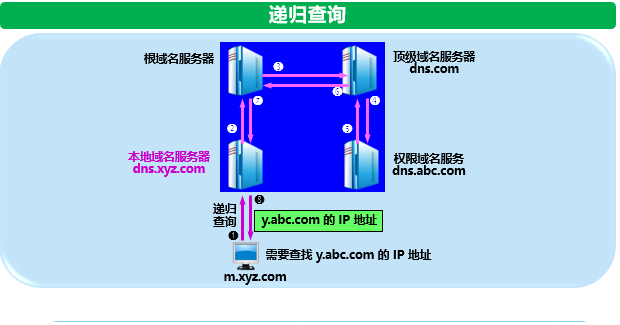 递归查询
根域名服务器
顶级域名服务器
dns.com
③
⑥
②
⑦
④
⑤
本地域名服务器
dns.xyz.com
权限域名服务
dns.abc.com
递归
查询
❽
y.abc.com 的 IP 地址
❶
需要查找 y.abc.com 的 IP 地址
m.xyz.com